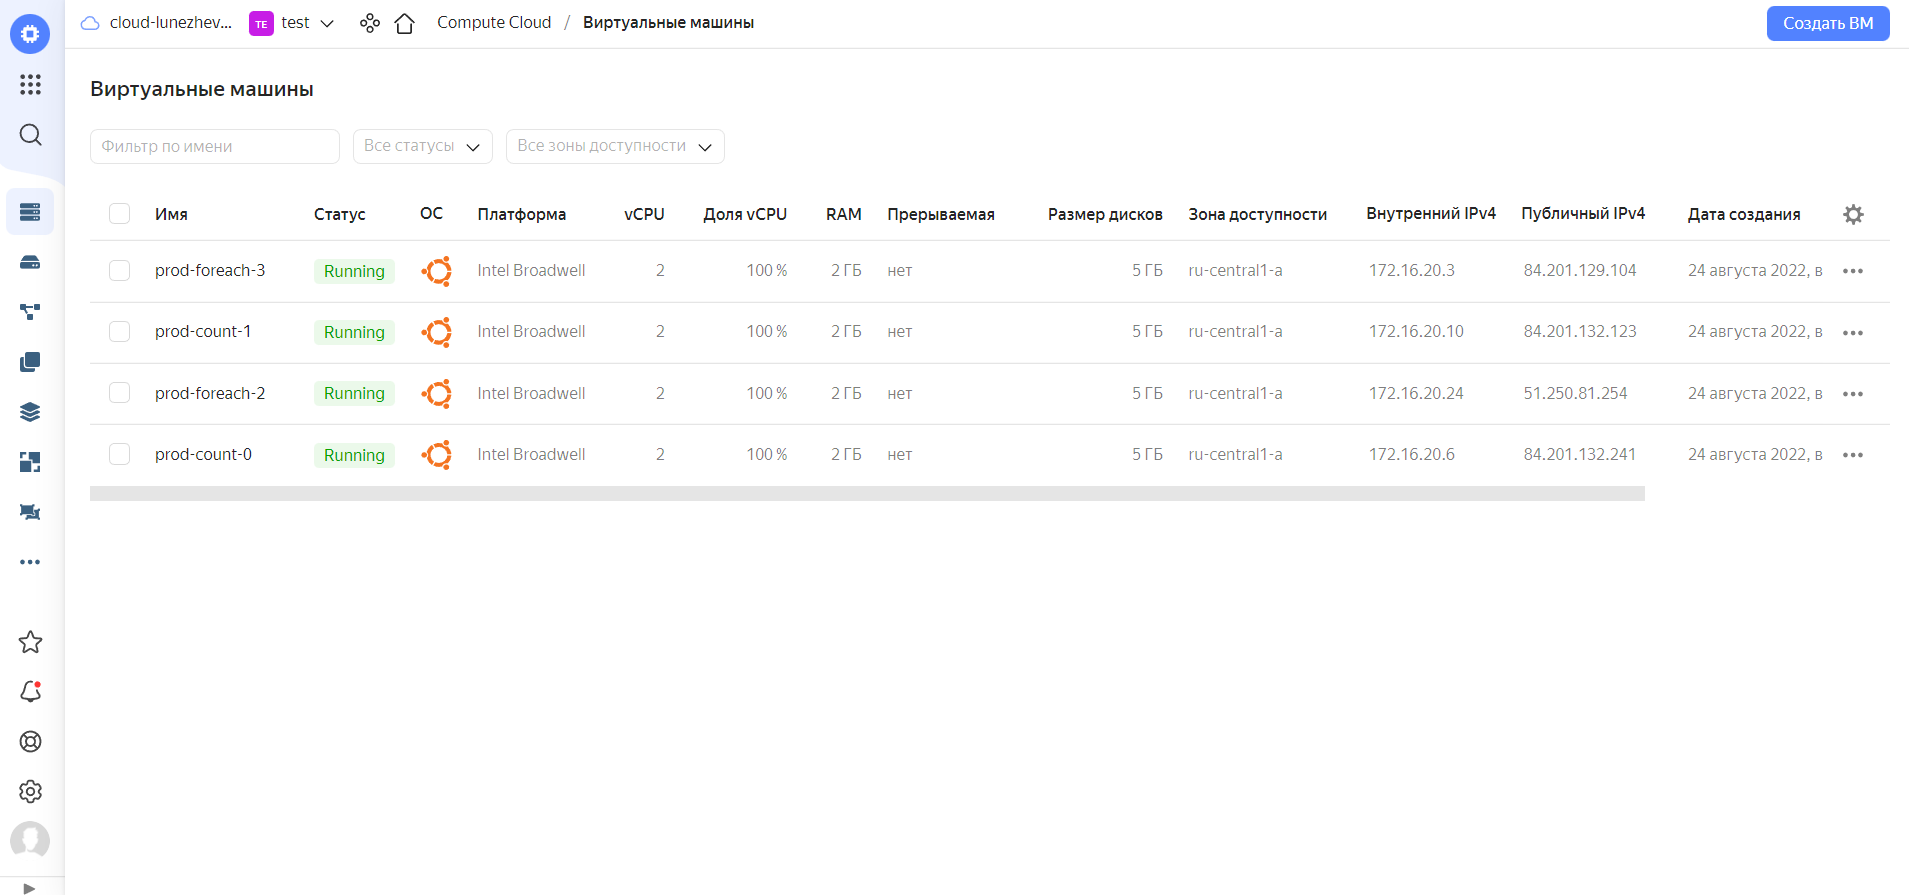 cloud-lunezhev... TE test Compute Cloud / Виртуальные машины Создать ВМ
Виртуальные машины
Фильтр по имени Все статусы Все зоны доступности
Имя Статус ОС Платформа vCPU Доля vCPU RAM Прерываемая Размер дисков Зона доступности Внутренний IPv4 Публичный IPv4 Дата создания
prod-foreach-3 Running Intel Broadwell 2 100 % 2 ГБ нет 5 ГБ ru-central1-a 172.16.20.3 84.201.129.104 24 августа 2022, в
prod-count-1 Running Intel Broadwell 2 100 % 2 ГБ нет 5 ГБ ru-central1-a 172.16.20.10 84.201.132.123 24 августа 2022, в
prod-foreach-2 Running Intel Broadwell 2 100 % 2 ГБ нет 5 ГБ ru-central1-a 172.16.20.24 51.250.81.254 24 августа 2022, в
prod-count-0 Running Intel Broadwell 2 100 % 2 ГБ нет 5 ГБ ru-central1-a 172.16.20.6 84.201.132.241 24 августа 2022, в